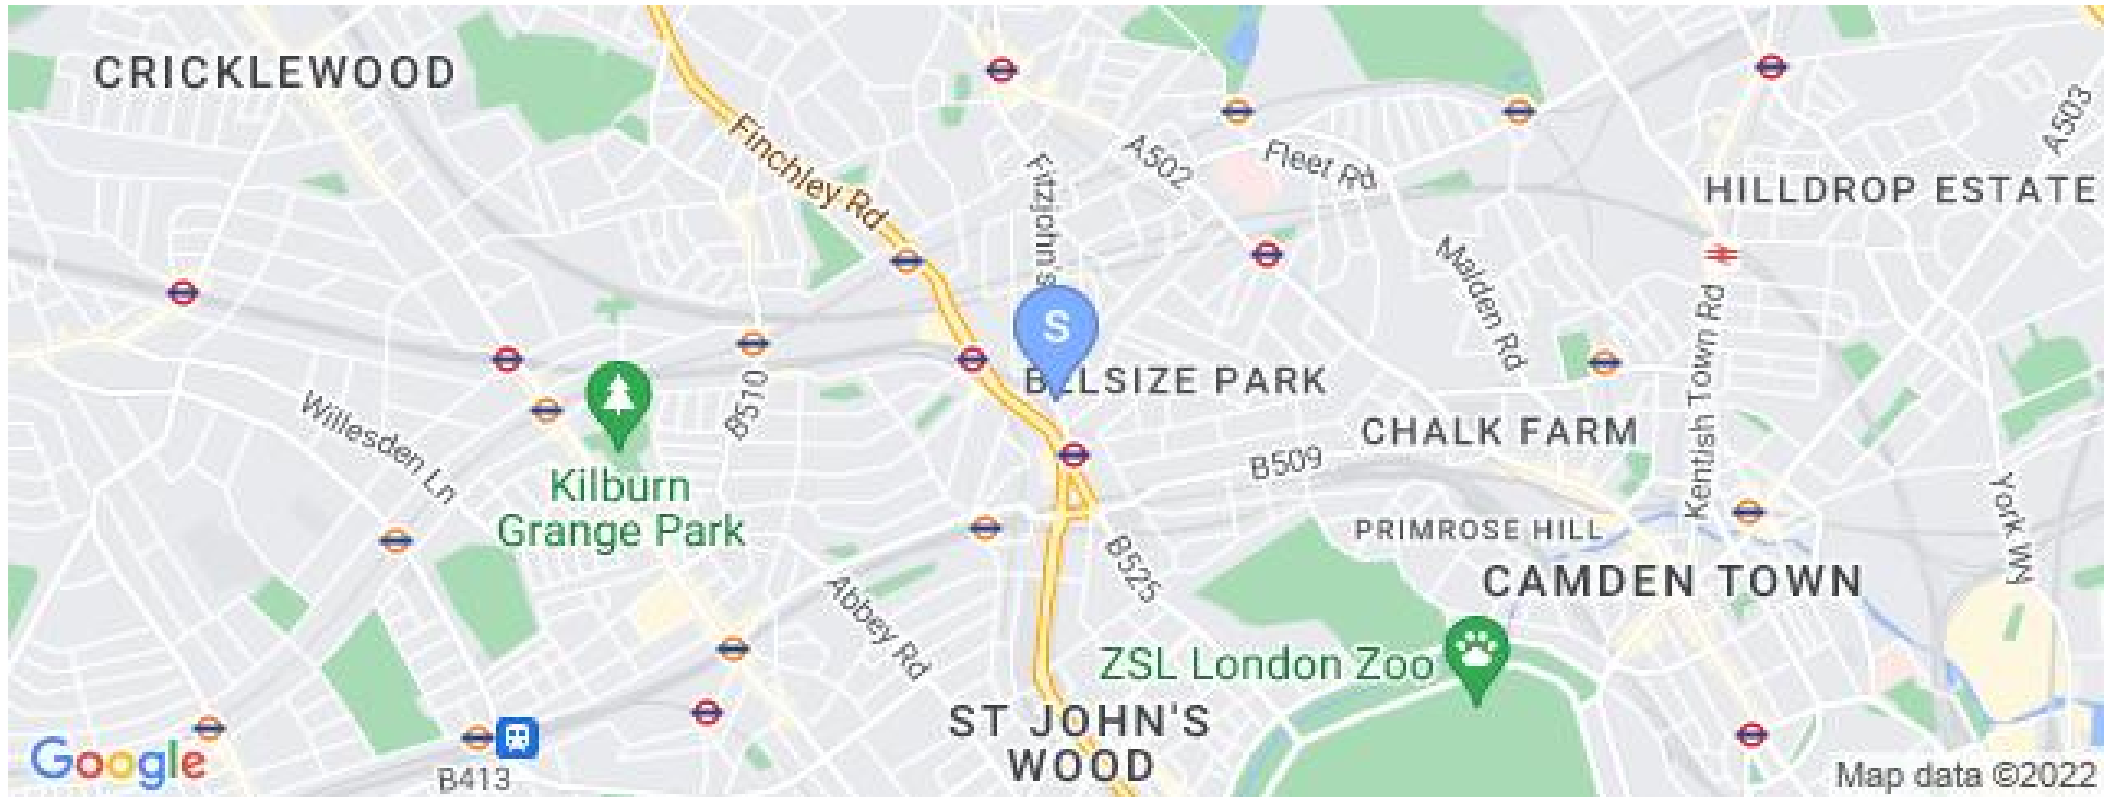 CRICKLEWOOD
Finchley Rd
Fitzjohn's
A502
Fleet Rd
A503
HILLDROP ESTATE
Malden Rd
S
BELSIZE PARK
Kentish Town Rd
B570
Willesden Ln
CHALK FARM
B509
Kilburn
Grange Park
PRIMROSE HILL
York Wy
CAMDEN TOWN
B525
Abbey Rd
ZSL London Zoo
ST JOHN'S
WOOD
Google
B413
Map data ©2022